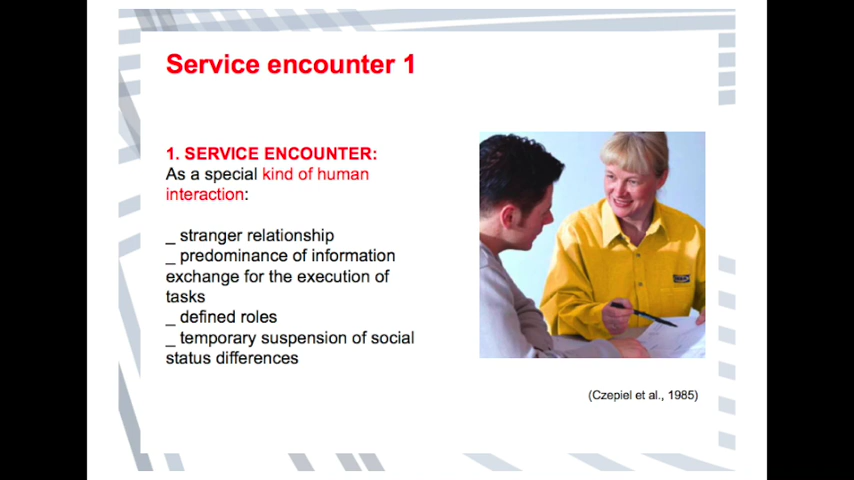 Service encounter 1
1. SERVICE ENCOUNTER:
As a special kind of human
interaction:
_ stranger relationship
_ predominance of information
exchange for the execution of
tasks
_ defined roles
_ temporary suspension of social
status differences
(Czepiel et al., 1985)